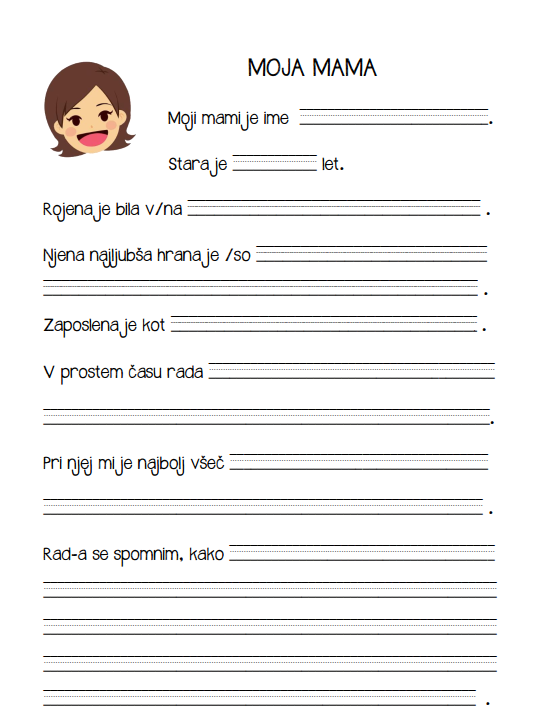 MOJA MAMA
Moji mami je ime .
Stara je let.
Rojena je bila v/na .
Njena najljubša hrana je /so
.
Zaposlena je kot .
V prostem času rada
.
Pri njej mi je najbolj všeč
.
Rad-a se spomnim, kako
.